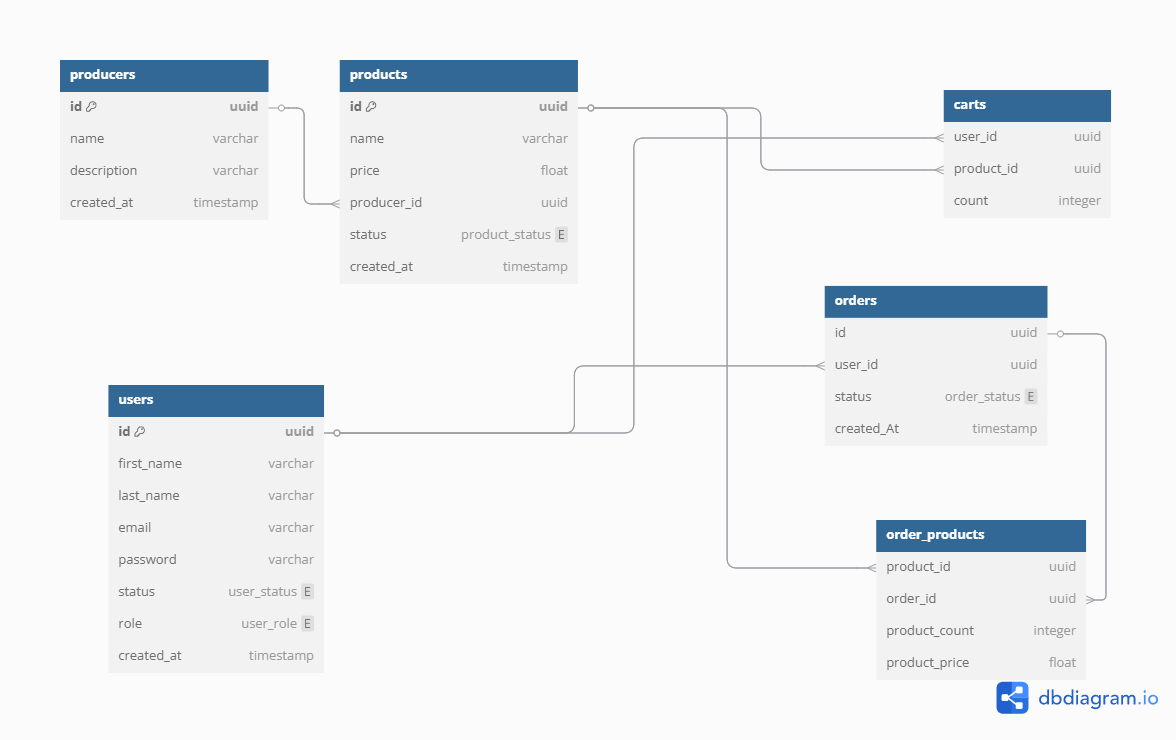 producers
id uuid
name varchar
description varchar
created_at timestamp
products
id uuid
name varchar
price float
producer_id uuid
status product_status E
created_at timestamp
carts
user_id uuid
product_id uuid
count integer
orders
id uuid
user_id uuid
status order_status E
created_At timestamp
users
id uuid
first_name varchar
last_name varchar
email varchar
password varchar
status user_status E
role user_role E
created_at timestamp
order_products
product_id uuid
order_id uuid
product_count integer
product_price float
dbdiagram.io